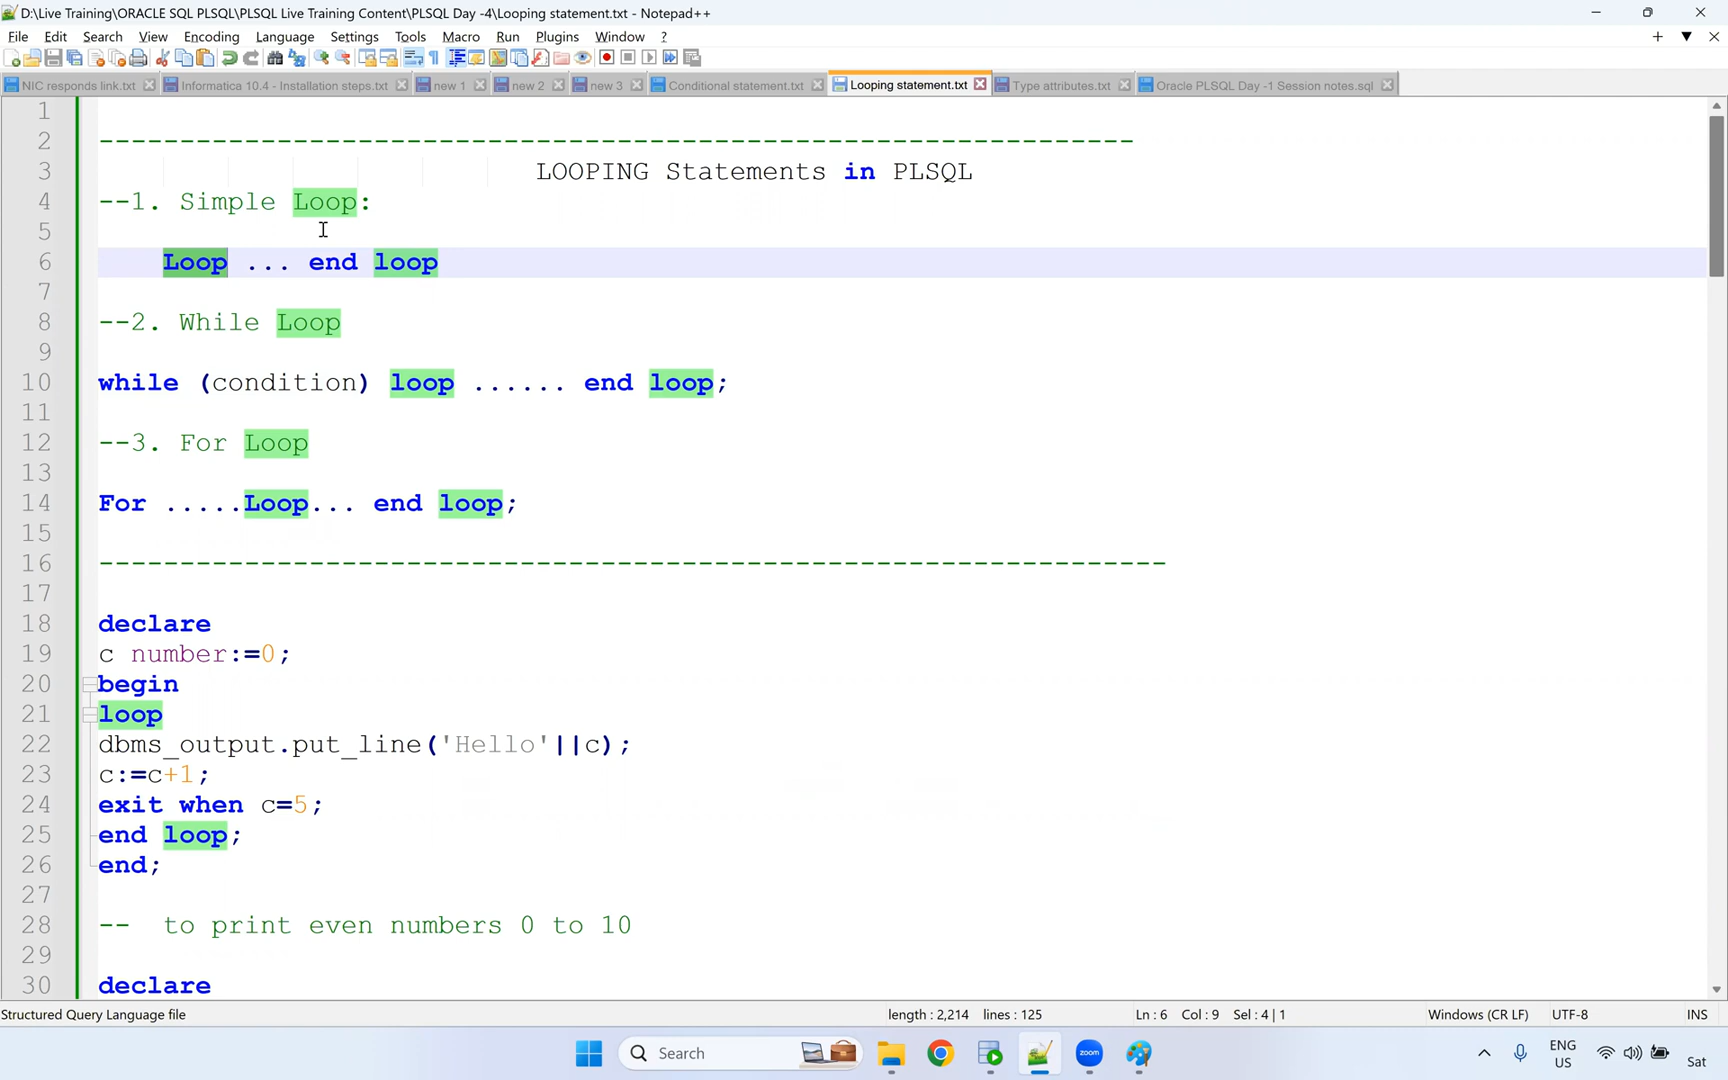 D:\Live Training\ORACLE SQL PLSQL\PLSQL Live Training Content\PLSQL Day -4\Looping statement.txt - Notepad++
File Edit Search View Encoding Language Settings Tools Macro Run Plugins Window ?
NIC responds link.txt Informatica 10.4 - Installation steps.txt new 1 new 2 new 3 Conditional statement.txt Looping statement.txt Type attributes.txt Oracle PLSQL Day -1 Session notes.sql
1
2 ----------------------------------------------------------------
3 LOOPING Statements in PLSQL
4 --1. Simple Loop:
5
6 Loop ... end loop
7
8 --2. While Loop
9
10 while (condition) loop ...... end loop;
11
12 --3. For Loop
13
14 For .....Loop... end loop;
15
16 ------------------------------------------------------------------
17
18 declare
19 c number:=0;
20 begin
21 loop
22 dbms_output.put_line('Hello'||c);
23 c:=c+1;
24 exit when c=5;
25 end loop;
26 end;
27
28 --  to print even numbers 0 to 10
29
30 declare
Structured Query Language file length : 2,214 lines : 125 Ln : 6 Col : 9 Sel : 4 | 1 Windows (CR LF) UTF-8 INS
Search zoom ENG US Sat